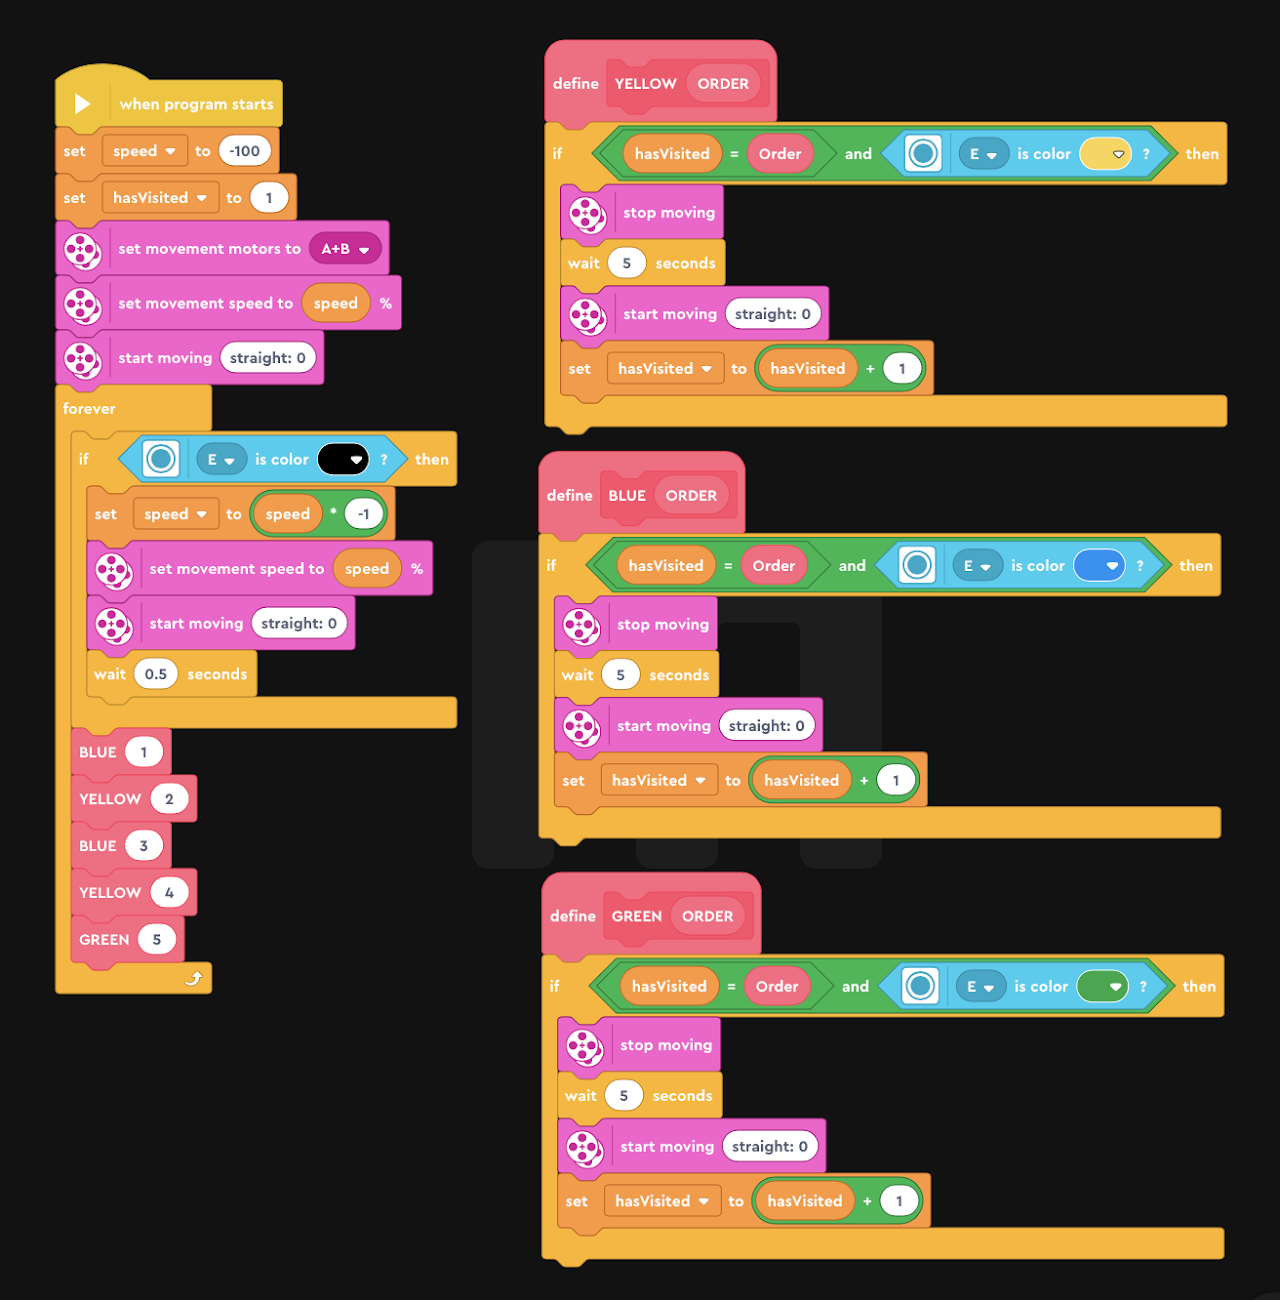 when program starts
set speed to -100
set hasVisited to 1
set movement motors to A+B
set movement speed to speed %
start moving straight: 0
forever
if E is color ? then
set speed to speed * -1
set movement speed to speed %
start moving straight: 0
wait 0.5 seconds
BLUE 1
YELLOW 2
BLUE 3
YELLOW 4
GREEN 5
define YELLOW ORDER
if hasVisited = Order and E is color ? then
stop moving
wait 5 seconds
start moving straight: 0
set hasVisited to hasVisited + 1
define BLUE ORDER
if hasVisited = Order and E is color ? then
stop moving
wait 5 seconds
start moving straight: 0
set hasVisited to hasVisited + 1
define GREEN ORDER
if hasVisited = Order and E is color ? then
stop moving
wait 5 seconds
start moving straight: 0
set hasVisited to hasVisited + 1